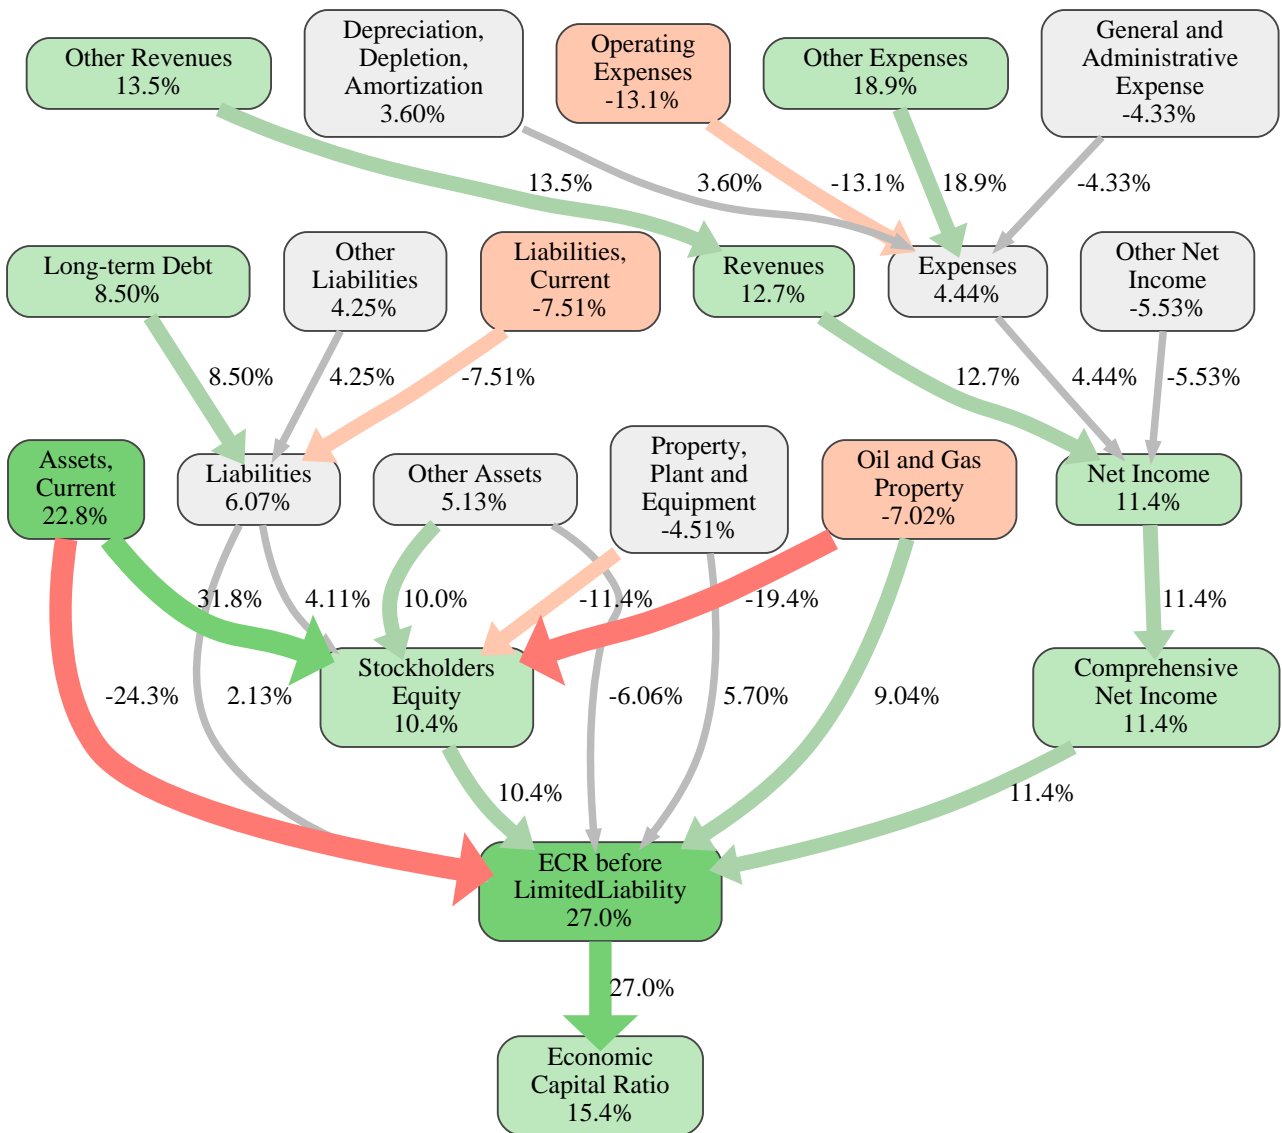 Other Revenues
13.5%
Depreciation,
Depletion,
Amortization
3.60%
Operating
Expenses
-13.1%
Other Expenses
18.9%
General and
Administrative
Expense
-4.33%
13.5%
3.60%
-13.1%
18.9%
-4.33%
Long-term Debt
8.50%
Other
Liabilities
4.25%
Liabilities,
Current
-7.51%
Revenues
12.7%
Expenses
4.44%
Other Net
Income
-5.53%
8.50%
4.25%
-7.51%
12.7%
4.44%
-5.53%
Assets,
Current
22.8%
Liabilities
6.07%
Other Assets
5.13%
Property,
Plant and
Equipment
-4.51%
Oil and Gas
Property
-7.02%
Net Income
11.4%
31.8%
4.11%
10.0%
-11.4%
-19.4%
11.4%
-24.3%
2.13%
Stockholders
Equity
10.4%
-6.06%
5.70%
9.04%
Comprehensive
Net Income
11.4%
10.4%
11.4%
ECR before
LimitedLiability
27.0%
27.0%
Economic
Capital Ratio
15.4%